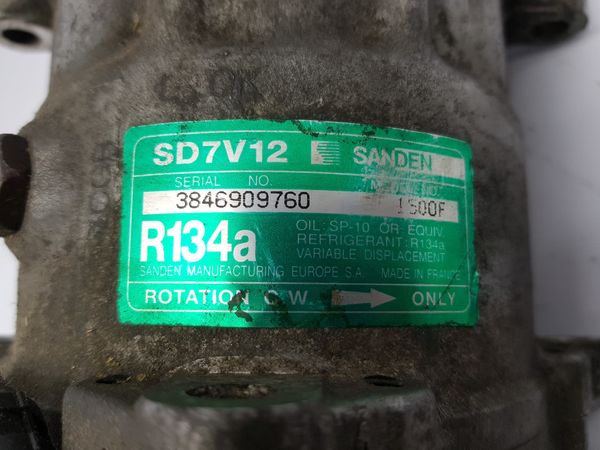 SD7V12 SANDEN
SERIAL NO.
3846909760
R134a
OIL: SP-10 OR EQUIV.
REFRIGERANT: R134a
VARIABLE DISPLACEMENT
SANDEN MANUFACTURING EUROPE S.A. MADE IN FRANCE
ROTATION C.W. ONLY